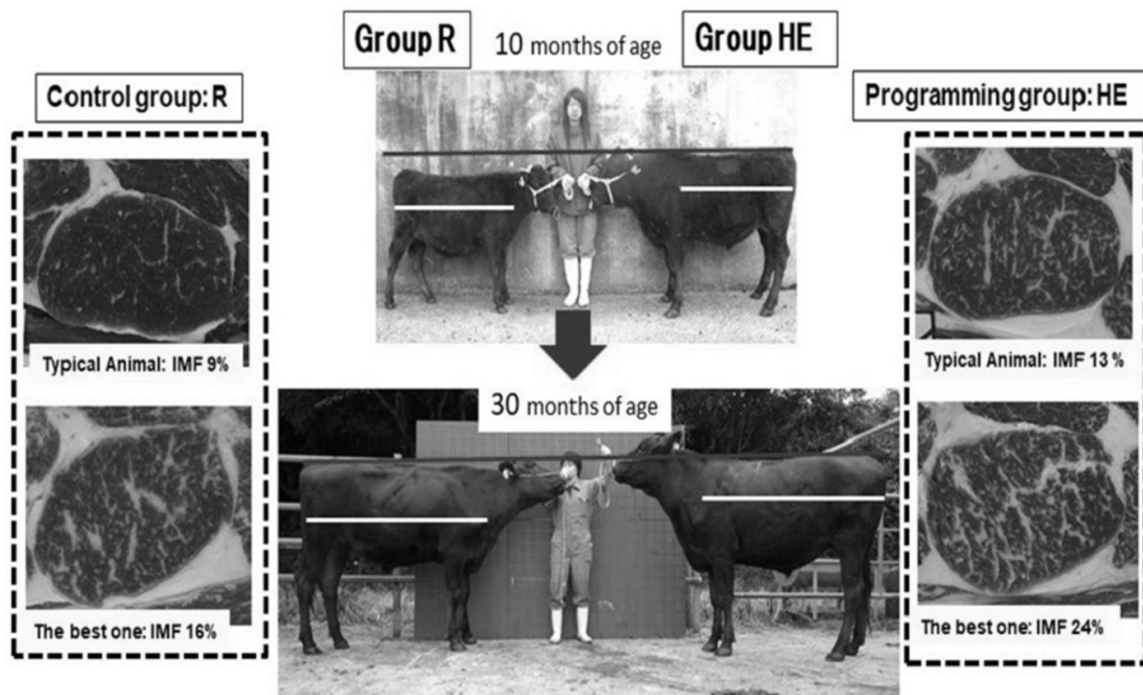 Group R
10 months of age
Group HE
Control group: R
Programming group: HE
Typical Animal: IMF 9%
Typical Animal: IMF 13 %
30 months of age
The best one: IMF 16%
The best one: IMF 24%